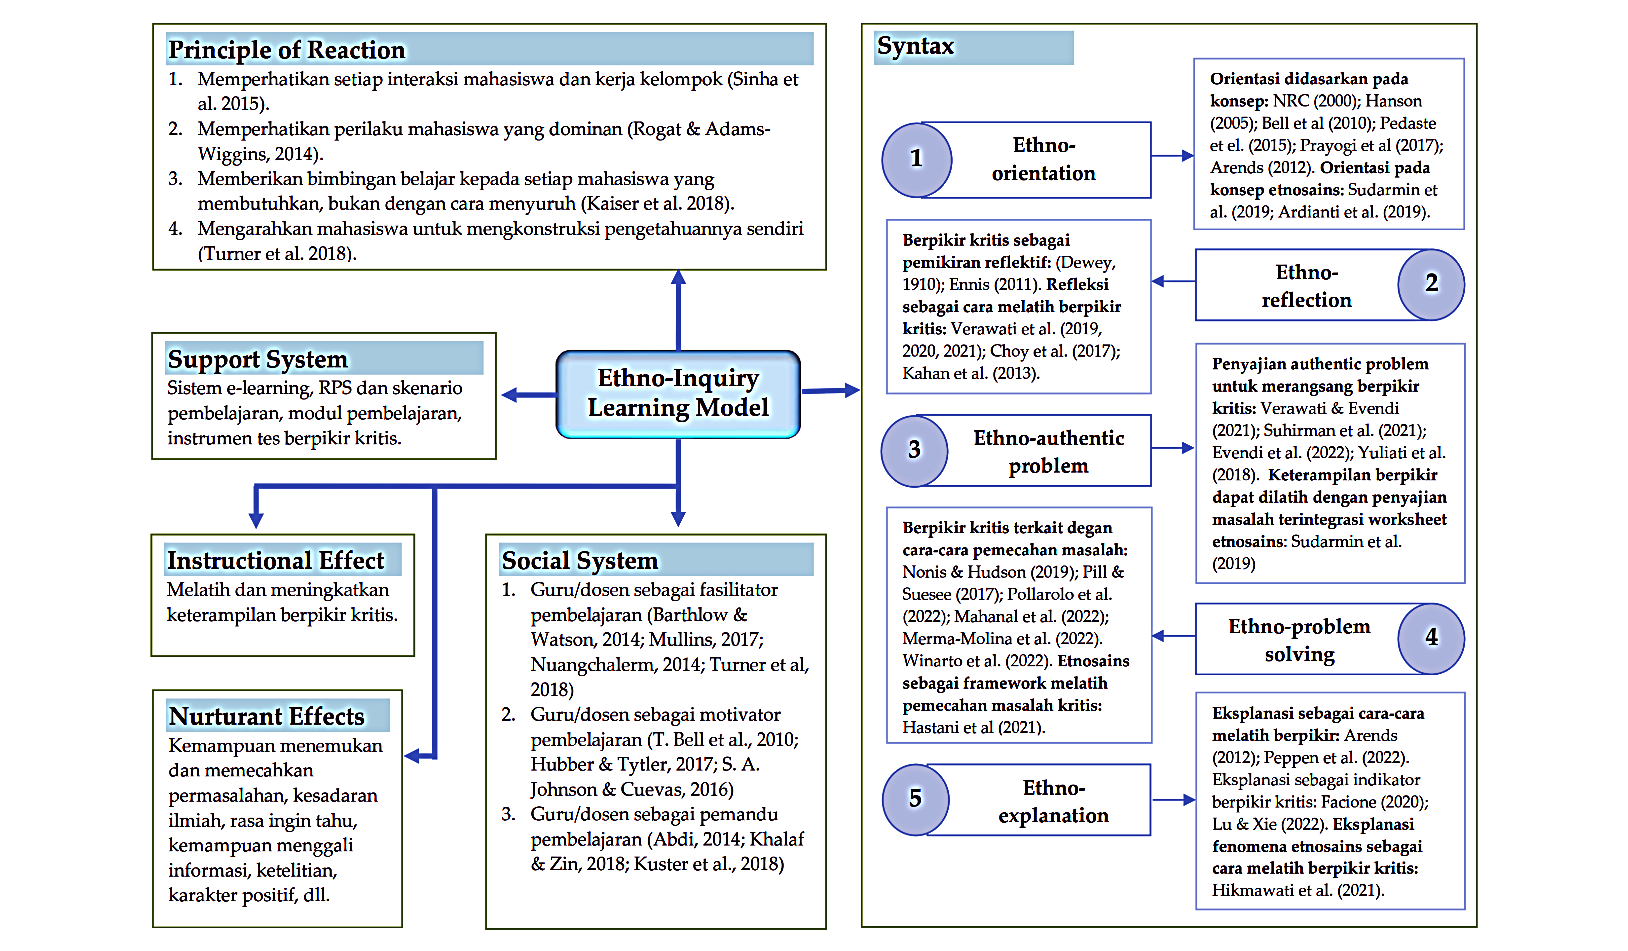 Principle of Reaction
1. Memperhatikan setiap interaksi mahasiswa dan kerja kelompok (Sinha et
al. 2015).
2. Memperhatikan perilaku mahasiswa yang dominan (Rogat & Adams-
Wiggins, 2014).
3. Memberikan bimbingan belajar kepada setiap mahasiswa yang
membutuhkan, bukan dengan cara menyuruh (Kaiser et al. 2018).
4. Mengarahkan mahasiswa untuk mengkonstruksi pengetahuannya sendiri
(Turner et al. 2018).
Support System
Sistem e-learning, RPS dan skenario
pembelajaran, modul pembelajaran,
instrumen tes berpikir kritis.
Ethno-Inquiry
Learning Model
Instructional Effect
Melatih dan meningkatkan
keterampilan berpikir kritis.
Nurturant Effects
Kemampuan menemukan
dan memecahkan
permasalahan, kesadaran
ilmiah, rasa ingin tahu,
kemampuan menggali
informasi, ketelitian,
karakter positif, dll.
Social System
1. Guru/dosen sebagai fasilitator
pembelajaran (Barthlow &
Watson, 2014; Mullins, 2017;
Nuangchalerm, 2014; Turner et al,
2018)
2. Guru/dosen sebagai motivator
pembelajaran (T. Bell et al., 2010;
Hubber & Tytler, 2017; S. A.
Johnson & Cuevas, 2016)
3. Guru/dosen sebagai pemandu
pembelajaran (Abdi, 2014; Khalaf
& Zin, 2018; Kuster et al., 2018)
Syntax
1
Ethno-
orientation
Orientasi didasarkan pada
konsep: NRC (2000); Hanson
(2005); Bell et al (2010); Pedaste
et el. (2015); Prayogi et al (2017);
Arends (2012). Orientasi pada
konsep etnosains: Sudarmin et
al. (2019; Ardianti et al. (2019).
Ethno-
reflection
2
Berpikir kritis sebagai
pemikiran reflektif: (Dewey,
1910); Ennis (2011). Refleksi
sebagai cara melatih berpikir
kritis: Verawati et al. (2019,
2020, 2021); Choy et al. (2017);
Kahan et al. (2013).
3
Ethno-authentic
problem
Penyajian authentic problem
untuk merangsang berpikir
kritis: Verawati & Evendi
(2021); Suhirman et al. (2021);
Evendi et al. (2022); Yuliati et al.
(2018). Keterampilan berpikir
dapat dilatih dengan penyajian
masalah terintegrasi worksheet
etnosains: Sudarmin et al.
(2019)
Ethno-problem
solving
4
Berpikir kritis terkait degan
cara-cara pemecahan masalah:
Nonis & Hudson (2019); Pill &
Suesee (2017); Pollarolo et al.
(2022); Mahanal et al. (2022);
Merma-Molina et al. (2022).
Winarto et al. (2022). Etnosains
sebagai framework melatih
pemecahan masalah kritis:
Hastani et al (2021).
5
Ethno-
explanation
Eksplanasi sebagai cara-cara
melatih berpikir: Arends
(2012); Peppen et al. (2022).
Eksplanasi sebagai indikator
berpikir kritis: Facione (2020);
Lu & Xie (2022). Eksplanasi
fenomena etnosains sebagai
cara melatih berpikir kritis:
Hikmawati et al. (2021).